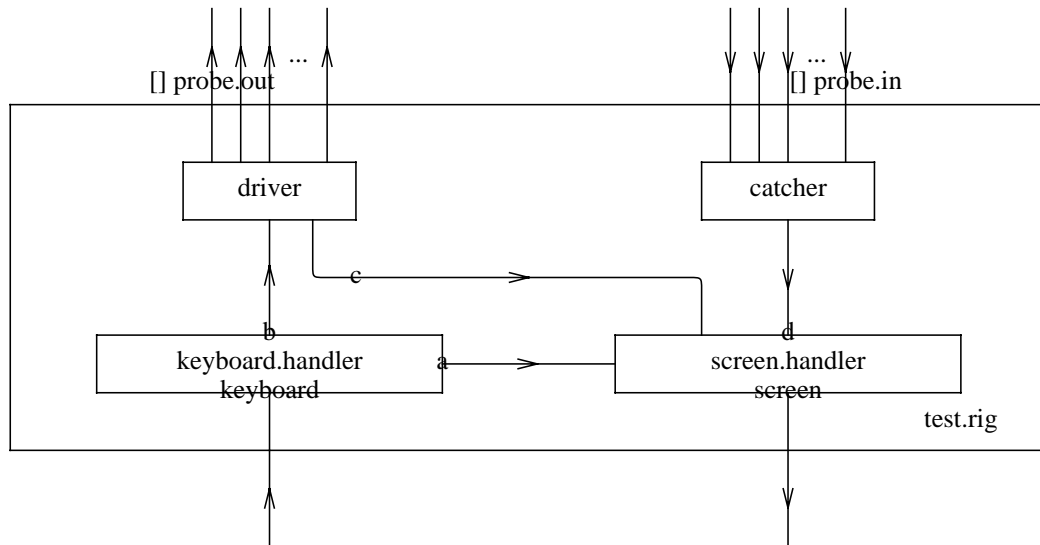 ... ...
[] probe.out [] probe.in
driver catcher
c
b d
keyboard.handler a screen.handler
keyboard screen
test.rig